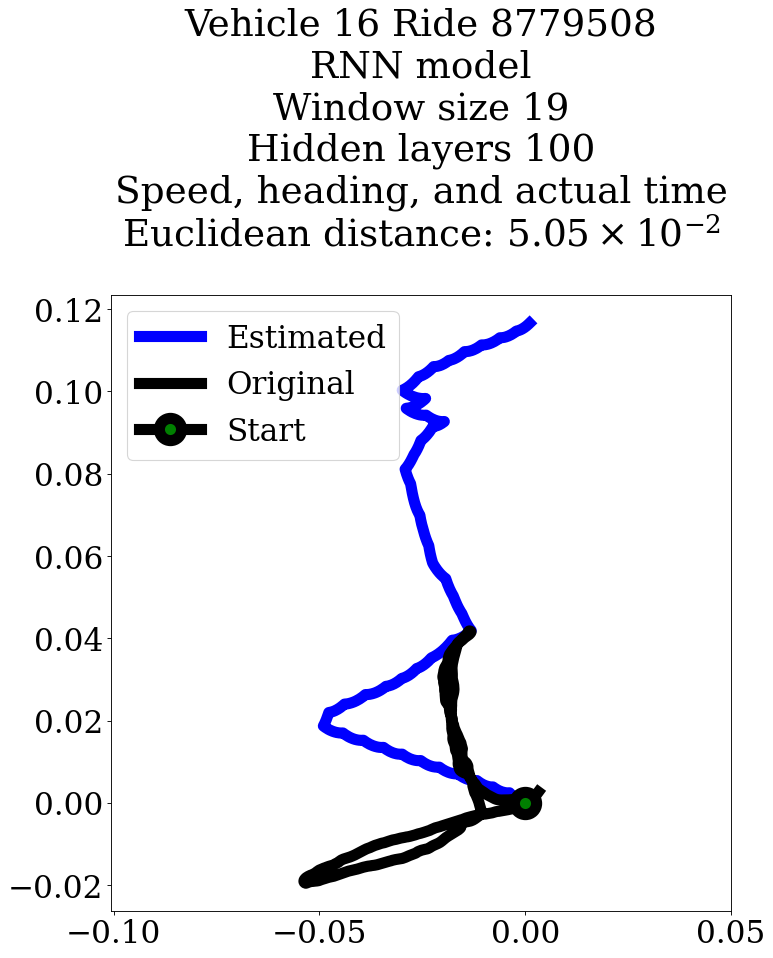 Vehicle 16 Ride 8779508
RNN model
Window size 19
Hidden layers 100
Speed, heading, and actual time
Euclidean distance: 5.05 × 10⁻²
Estimated
Original
Start
0.12
0.10
0.08
0.06
0.04
0.02
0.00
−0.02
−0.10
−0.05
0.00
0.05